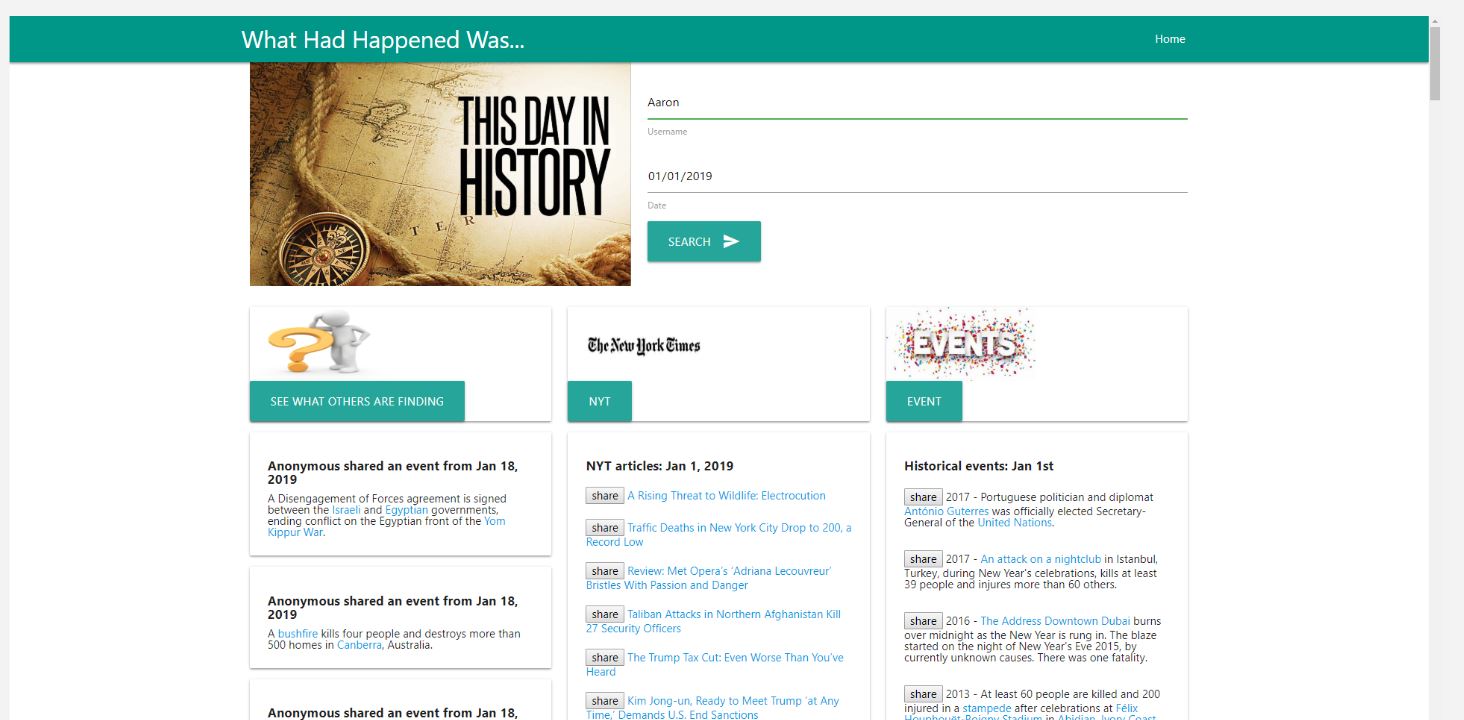 What Had Happened Was...
Home
THIS DAY IN
HISTORY
TER
Aaron
Username
01/01/2019
Date
SEARCH
SEE WHAT OTHERS ARE FINDING
The New York Times
NYT
EVENTS
EVENT
Anonymous shared an event from Jan 18,
2019
A Disengagement of Forces agreement is signed
between the Israeli and Egyptian governments,
ending conflict on the Egyptian front of the Yom
Kippur War.
Anonymous shared an event from Jan 18,
2019
A bushfire kills four people and destroys more than
500 homes in Canberra, Australia.
Anonymous shared an event from Jan 18,
NYT articles: Jan 1, 2019
share A Rising Threat to Wildlife: Electrocution
share Traffic Deaths in New York City Drop to 200, a
Record Low
share Review: Met Opera's ‘Adriana Lecouvreur’
Bristles With Passion and Danger
share Taliban Attacks in Northern Afghanistan Kill
27 Security Officers
share The Trump Tax Cut: Even Worse Than You've
Heard
share Kim Jong-un, Ready to Meet Trump ‘at Any
Time,’ Demands U.S. End Sanctions
Historical events: Jan 1st
share 2017 - Portuguese politician and diplomat
António Guterres was officially elected Secretary-
General of the United Nations.
share 2017 - An attack on a nightclub in Istanbul,
Turkey, during New Year's celebrations, kills at least
39 people and injures more than 60 others.
share 2016 - The Address Downtown Dubai burns
over midnight as the New Year is rung in. The blaze
started on the night of New Year's Eve 2015, by
currently unknown causes. There was one fatality.
share 2013 - At least 60 people are killed and 200
injured in a stampede after celebrations at Félix
Houphouët-Boigny Stadium in Abidjan, Ivory Coast.